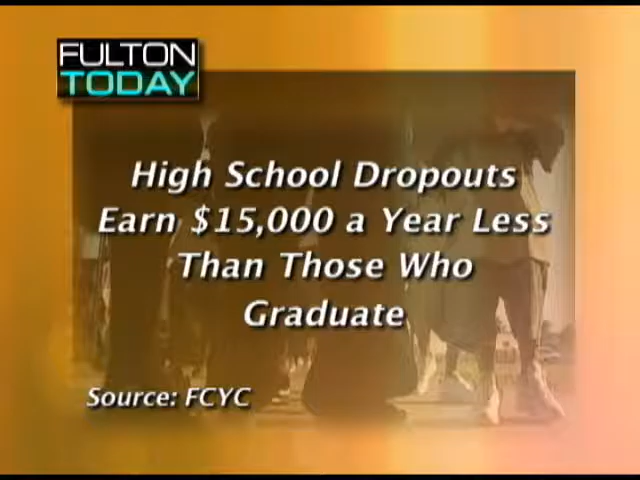 FULTON
TODAY
High School Dropouts
Earn $15,000 a Year Less
Than Those Who
Graduate
Source: FCYC